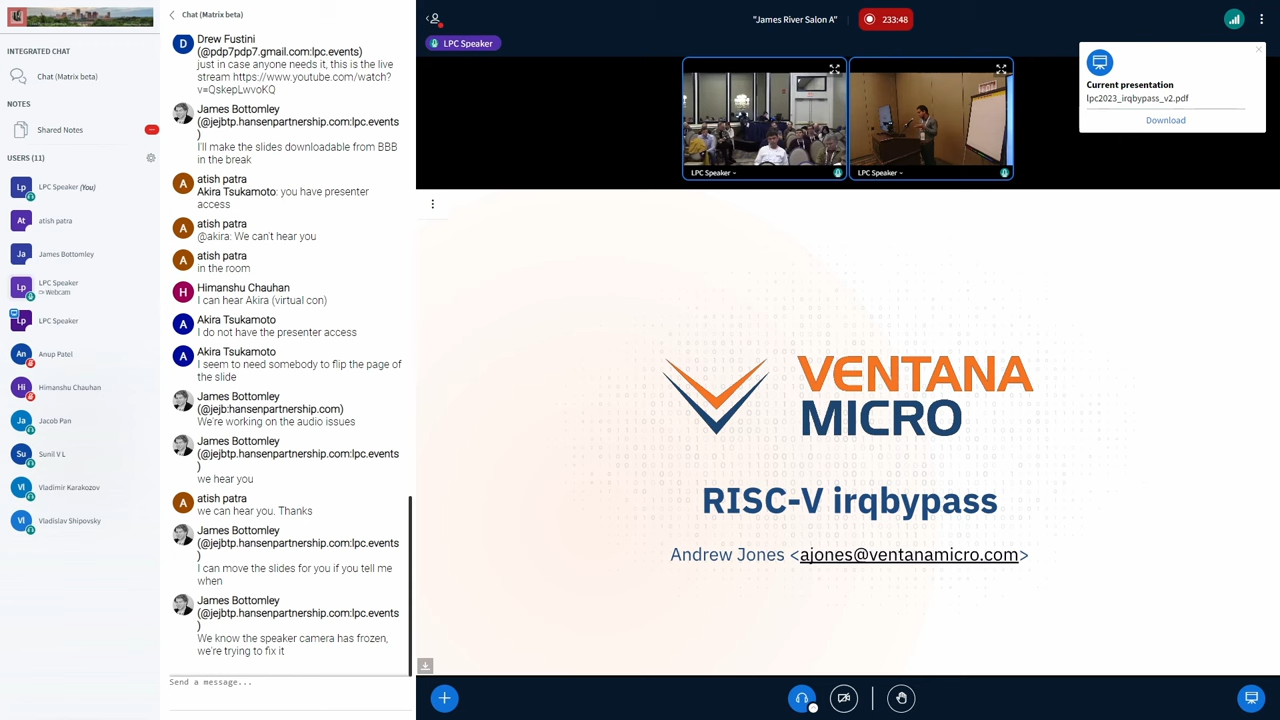 INTEGRATED CHAT
Chat (Matrix beta)
NOTES
Shared Notes
USERS (11)
Lp
LPC Speaker (You)
At
atish patra
Ja
James Bottomley
Lp
LPC Speaker
Webcam
Lp
LPC Speaker
An
Anup Patel
Hi
Himanshu Chauhan
Ja
Jacob Pan
Su
Sunil V L
Vl
Vladimir Karakozov
Vl
Vladislav Shipovsky
Chat (Matrix beta)
D
Drew Fustini
(@pdp7pdp7.gmail.com:lpc.events)
just in case anyone needs it, this is the live
stream https://www.youtube.com/watch?
v=QskepLwvoKQ
James Bottomley
(@jejbtp.hansenpartnership.com:lpc.events
)
I'll make the slides downloadable from BBB
in the break
A
atish patra
Akira Tsukamoto: you have presenter
access
A
atish patra
@akira: We can't hear you
A
atish patra
in the room
H
Himanshu Chauhan
I can hear Akira (virtual con)
A
Akira Tsukamoto
I do not have the presenter access
A
Akira Tsukamoto
I seem to need somebody to flip the page of
the slide
James Bottomley
(@jejb:hansenpartnership.com)
We're working on the audio issues
James Bottomley
(@jejbtp.hansenpartnership.com:lpc.events
)
we hear you
A
atish patra
we can hear you. Thanks
James Bottomley
(@jejbtp.hansenpartnership.com:lpc.events
)
I can move the slides for you if you tell me
when
James Bottomley
(@jejbtp.hansenpartnership.com:lpc.events
)
We know the speaker camera has frozen,
we're trying to fix it
Send a message...
"James River Salon A"
233:48
LPC Speaker
LPC Speaker
LPC Speaker
Current presentation
lpc2023_irqbypass_v2.pdf
Download
VENTANA
MICRO
RISC-V irqbypass
Andrew Jones <ajones@ventanamicro.com>